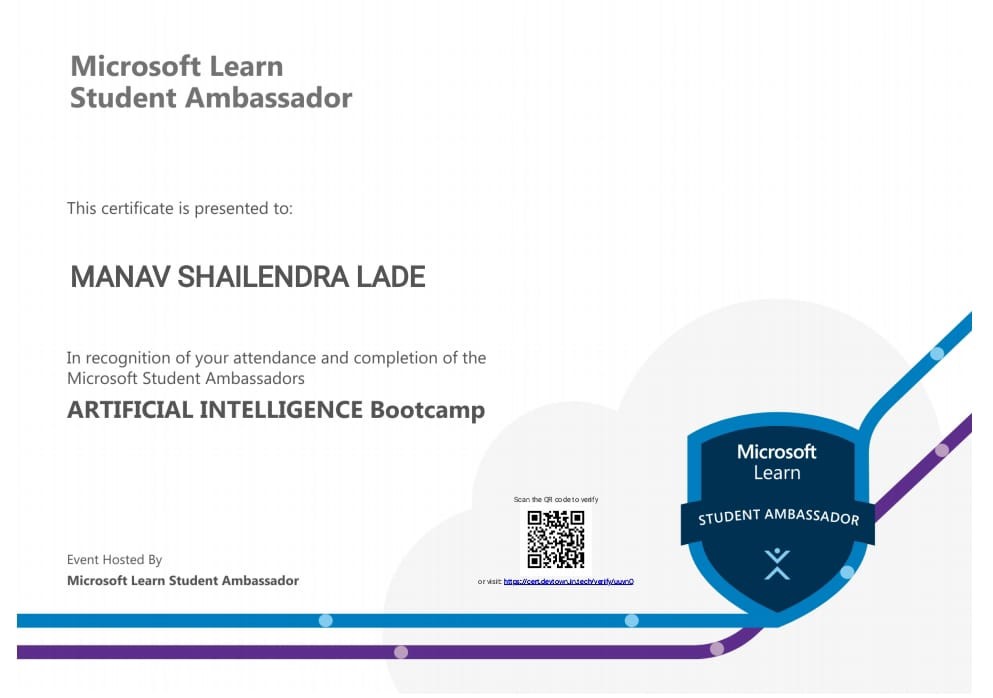 Microsoft Learn
Student Ambassador
This certificate is presented to:
MANAV SHAILENDRA LADE
In recognition of your attendance and completion of the
Microsoft Student Ambassadors
ARTIFICIAL INTELLIGENCE Bootcamp
Microsoft
Learn
STUDENT AMBASSADOR
Scan the QR code to verify
or visit: https://cert.devtown.in.tech/verify/uuvnQ
Event Hosted By
Microsoft Learn Student Ambassador